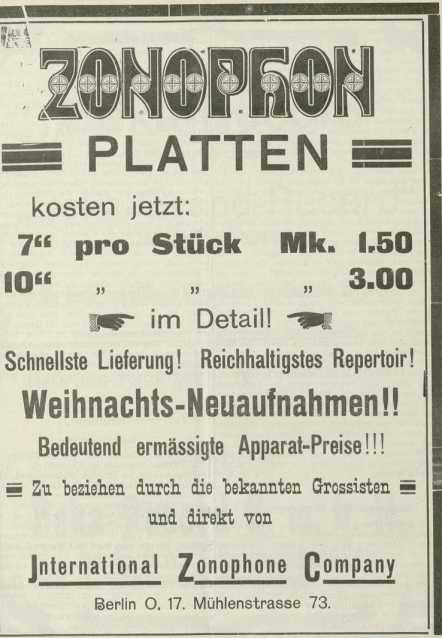 ZONOPHON
PLATTEN
kosten jetzt:
7“ pro Stück Mk. 1.50
10“ „ „ „ 3.00
im Detail!
Schnellste Lieferung! Reichhaltigstes Repertoir!
Weihnachts-Neuaufnahmen!!
Bedeutend ermässigte Apparat-Preise!!!
Zu beziehen durch die bekannten Grossisten
und direkt von
International Zonophone Company
Berlin O. 17. Mühlenstrasse 73.